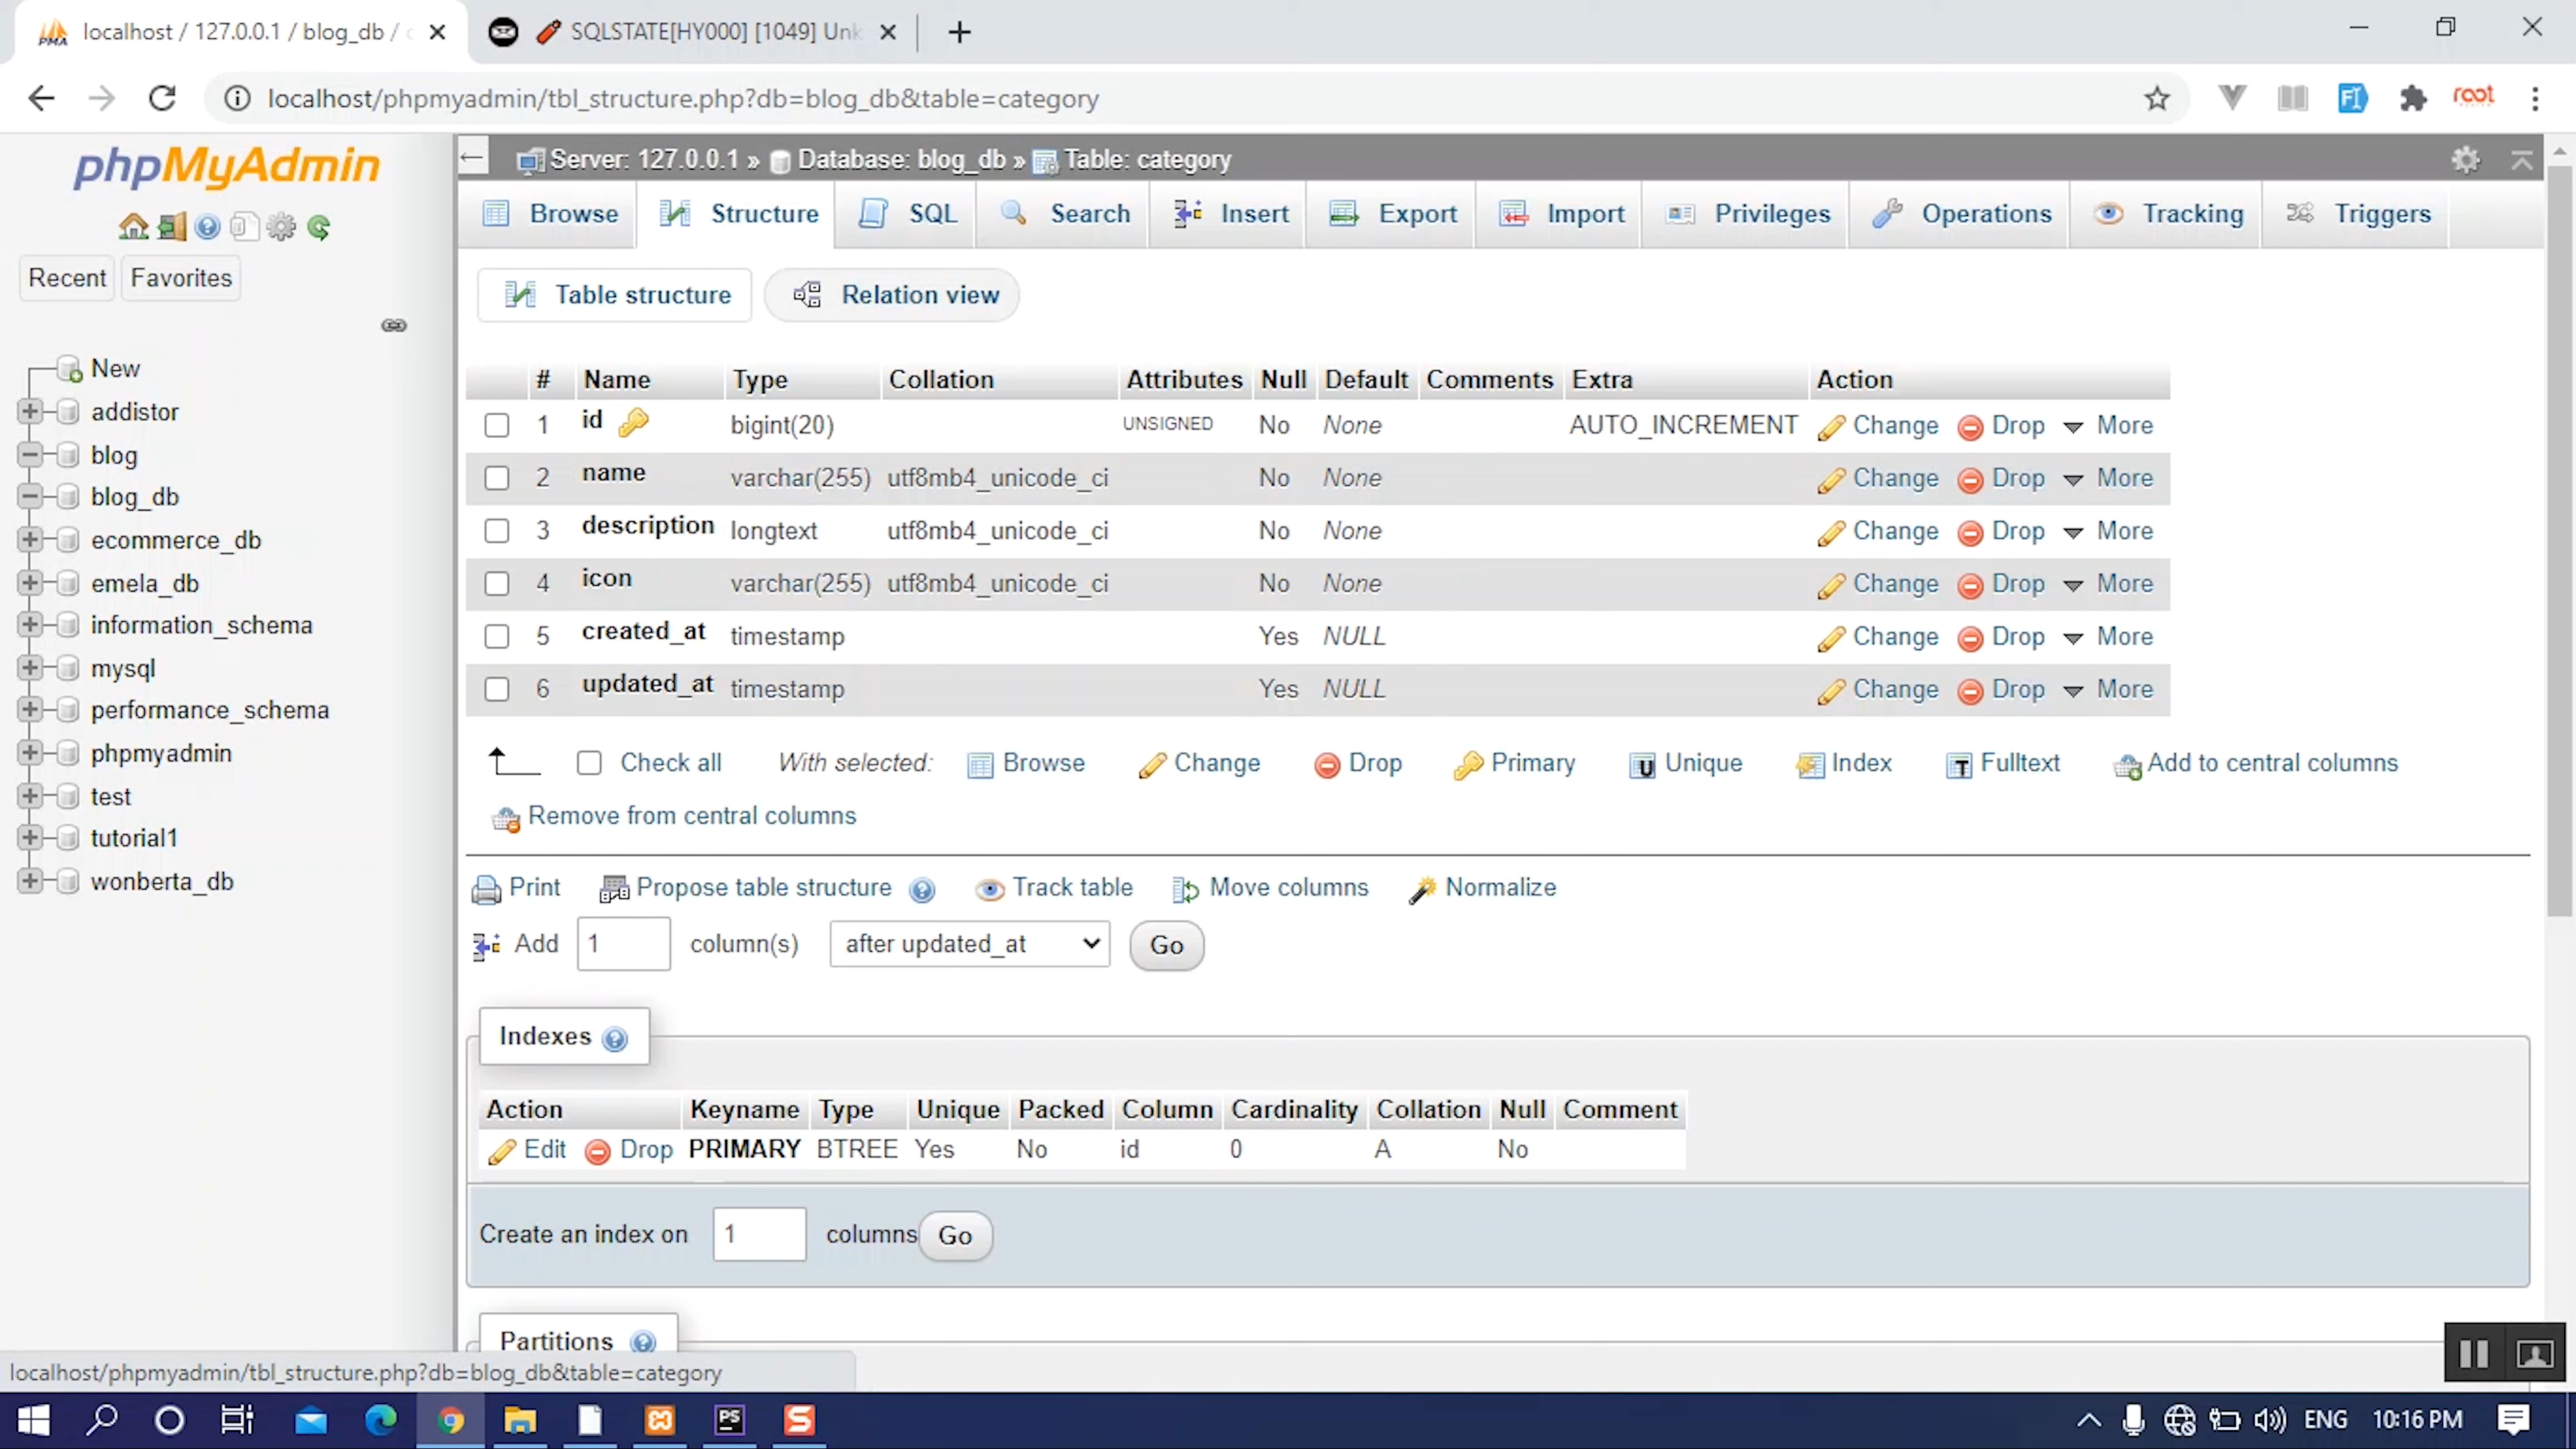 localhost / 127.0.0.1 / blog_db /
SQLSTATE[HY000] [1049] Unk
localhost/phpmyadmin/tbl_structure.php?db=blog_db&table=category
root
phpMyAdmin
Recent
Favorites
New
addistor
blog
blog_db
ecommerce_db
emela_db
information_schema
mysql
performance_schema
phpmyadmin
test
tutorial1
wonberta_db
Server: 127.0.0.1 » Database: blog_db » Table: category
Browse Structure SQL Search Insert Export Import Privileges Operations Tracking Triggers
Table structure Relation view
# Name Type Collation Attributes Null Default Comments Extra Action
1 id bigint(20) UNSIGNED No None AUTO_INCREMENT Change Drop More
2 name varchar(255) utf8mb4_unicode_ci No None Change Drop More
3 description longtext utf8mb4_unicode_ci No None Change Drop More
4 icon varchar(255) utf8mb4_unicode_ci No None Change Drop More
5 created_at timestamp Yes NULL Change Drop More
6 updated_at timestamp Yes NULL Change Drop More
Check all With selected: Browse Change Drop Primary Unique Index Fulltext Add to central columns
Remove from central columns
Print Propose table structure Track table Move columns Normalize
Add 1 column(s) after updated_at Go
Indexes
Action Keyname Type Unique Packed Column Cardinality Collation Null Comment
Edit Drop PRIMARY BTREE Yes No id 0 A No
Create an index on 1 columns Go
Partitions
localhost/phpmyadmin/tbl_structure.php?db=blog_db&table=category
ENG 10:16 PM